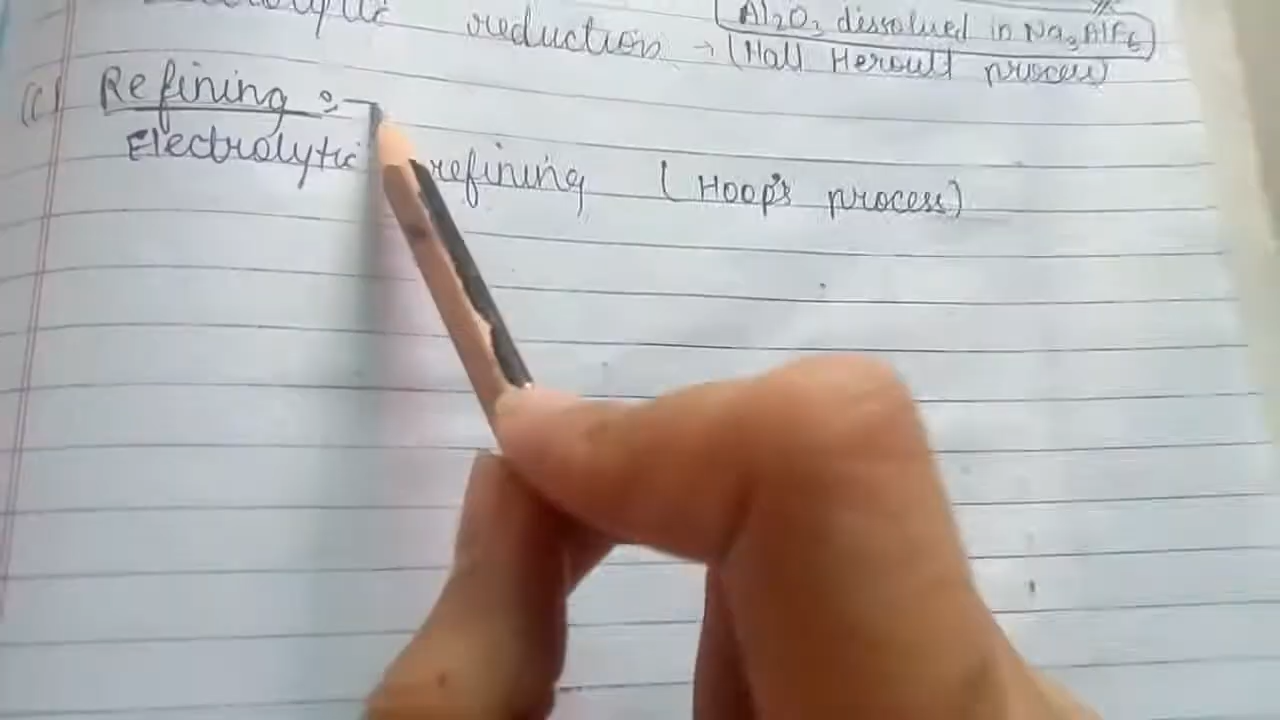 reduction → (Al₂O₃ dissolved in Na₃AlF₆)
(Hall Heroult process)
(C) Refining :-
Electrolytic refining (Hoop's process)